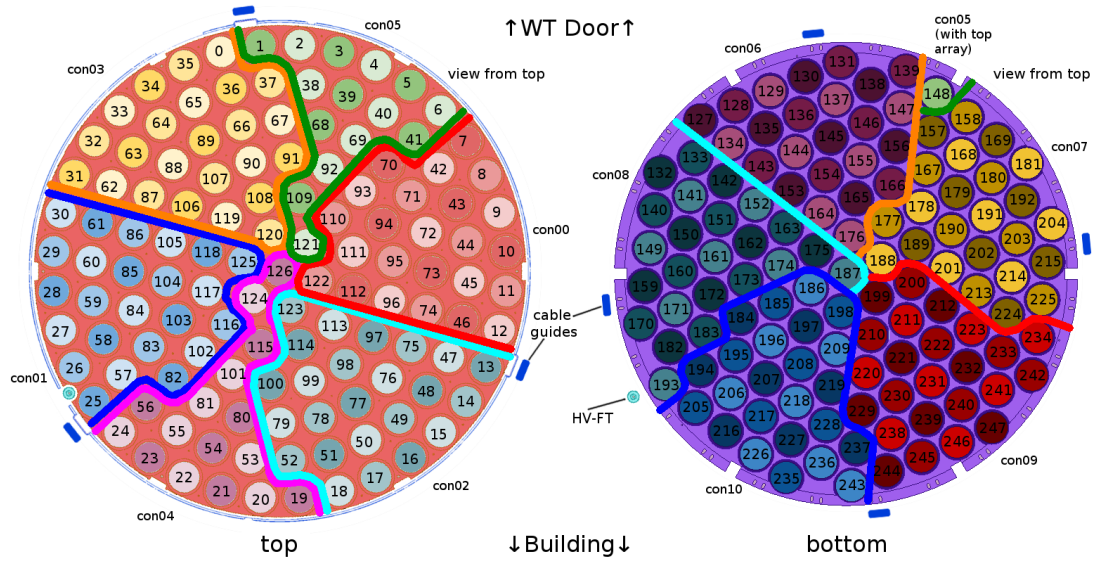 ↑WT Door↑
con05
con03
view from top
con00
con01
con04
con02
cable
guides
HV-FT
top
↓Building↓
bottom
con06
con05
(with top
array)
view from top
con07
con08
con09
con10
0 1 2 3 4 5 6
35 36 37 38 39 40 41 7
34 65 66 67 68 69 70 42 8
33 64 89 90 91 92 93 71 43 9
32 63 88 107 108 109 110 94 72 44 10
31 62 87 106 119 120 121 111 95 73 45 11
30 61 86 105 118 125 126 122 112 96 74 46 12
29 60 85 104 117 124 123 113 97 75 47 13
28 59 84 103 116 115 114 98 76 48 14
27 58 83 102 101 100 99 77 49 15
26 57 82 81 80 79 78 50 16
25 56 55 54 53 52 51 17
24 23 22 21 20 19 18
127 128 129 130 131
132 133 134 135 136 137 138 139
140 141 142 143 144 145 146 147 148
149 150 151 152 153 154 155 156 157 158
159 160 161 162 163 164 165 166 167 168 169
170 171 172 173 174 175 176 177 178 179 180 181
182 183 184 185 186 187 188 189 190 191 192
193 194 195 196 197 198 199 200 201 202 203 204
205 206 207 208 209 210 211 212 213 214 215
216 217 218 219 220 221 222 223 224 225
226 227 228 229 230 231 232 233 234
235 236 237 238 239 240 241 242
243 244 245 246 247